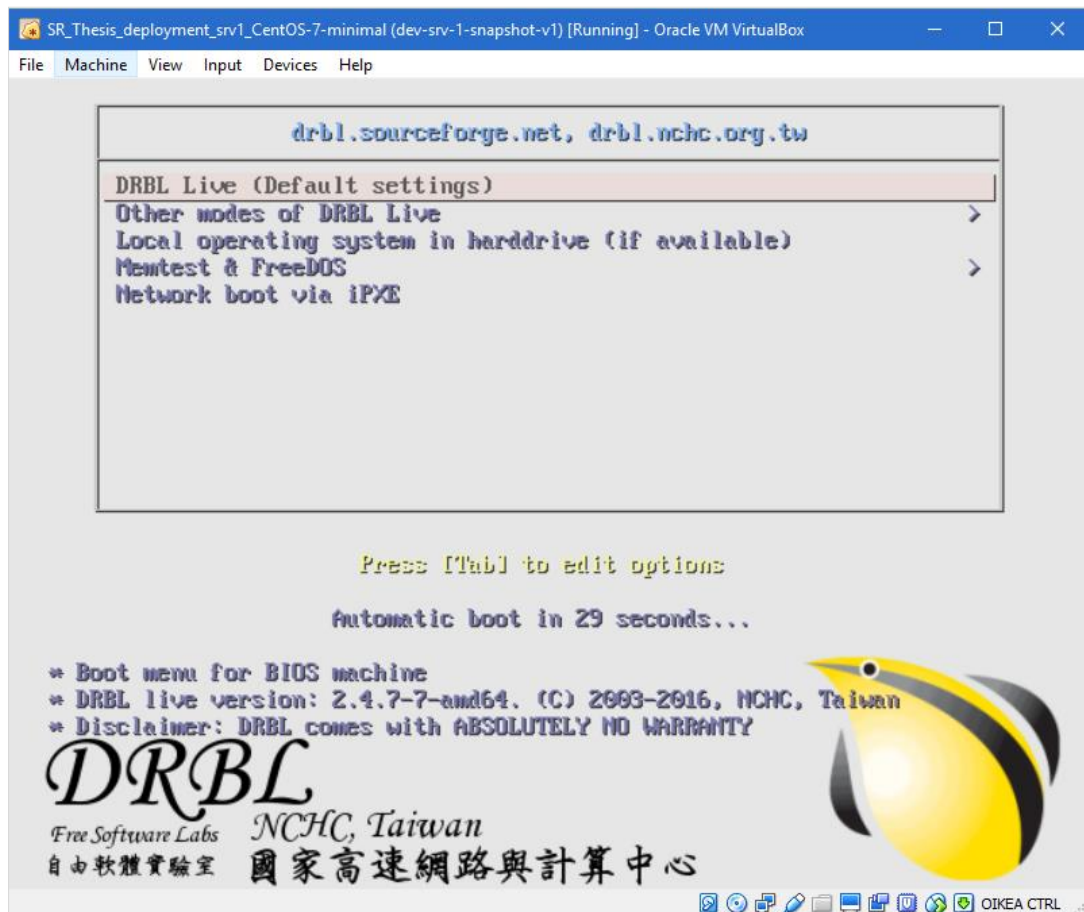 SR_Thesis_deployment_srv1_CentOS-7-minimal (dev-srv-1-snapshot-v1) [Running] - Oracle VM VirtualBox
File Machine View Input Devices Help
drbl.sourceforge.net, drbl.nchc.org.tw
DRBL Live (Default settings)
Other modes of DRBL Live >
Local operating system in harddrive (if available)
Memtest & FreeDOS >
Network boot via iPXE
Press [Tab] to edit options
Automatic boot in 29 seconds...
* Boot menu for BIOS machine
* DRBL live version: 2.4.7-7-amd64. (C) 2003-2016, NCHC, Taiwan
* Disclaimer: DRBL comes with ABSOLUTELY NO WARRANTY
DRBL
Free Software Labs NCHC, Taiwan
自由軟體實驗室 國家高速網路與計算中心
OIKEA CTRL